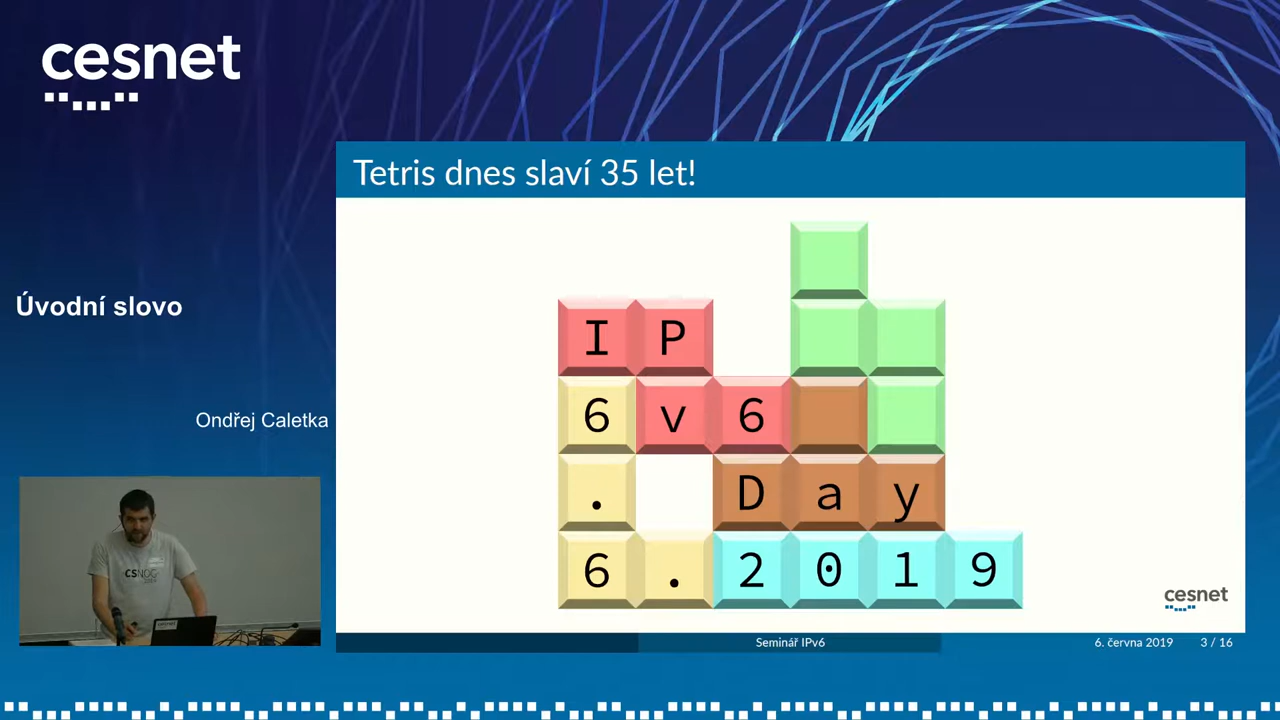 cesnet
Tetris dnes slaví 35 let!
Úvodní slovo
Ondřej Caletka
I P
6 v 6
. D a y
6 . 2 0 1 9
cesnet
Seminář IPv6
6. června 2019
3 / 16